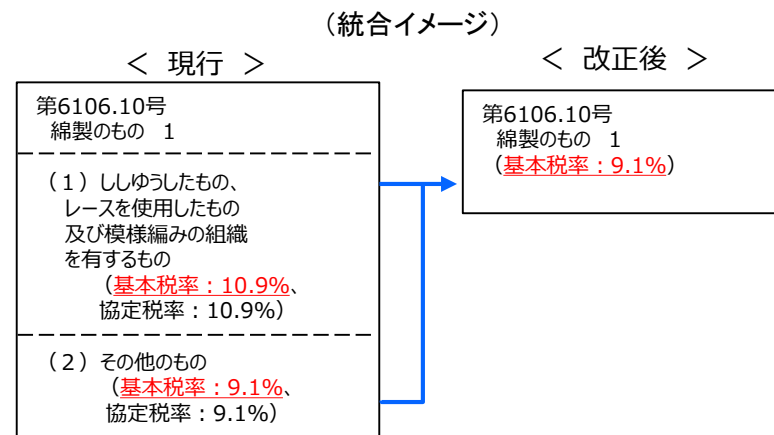 (統合イメージ)
＜ 現行 ＞
第6106.10号
綿製のもの 1
(1)ししゆうしたもの、
レースを使用したもの
及び模様編みの組織
を有するもの
(基本税率：10.9%、
協定税率：10.9%)
(2)その他のもの
(基本税率：9.1%、
協定税率：9.1%)
＜ 改正後 ＞
第6106.10号
綿製のもの 1
(基本税率：9.1%)